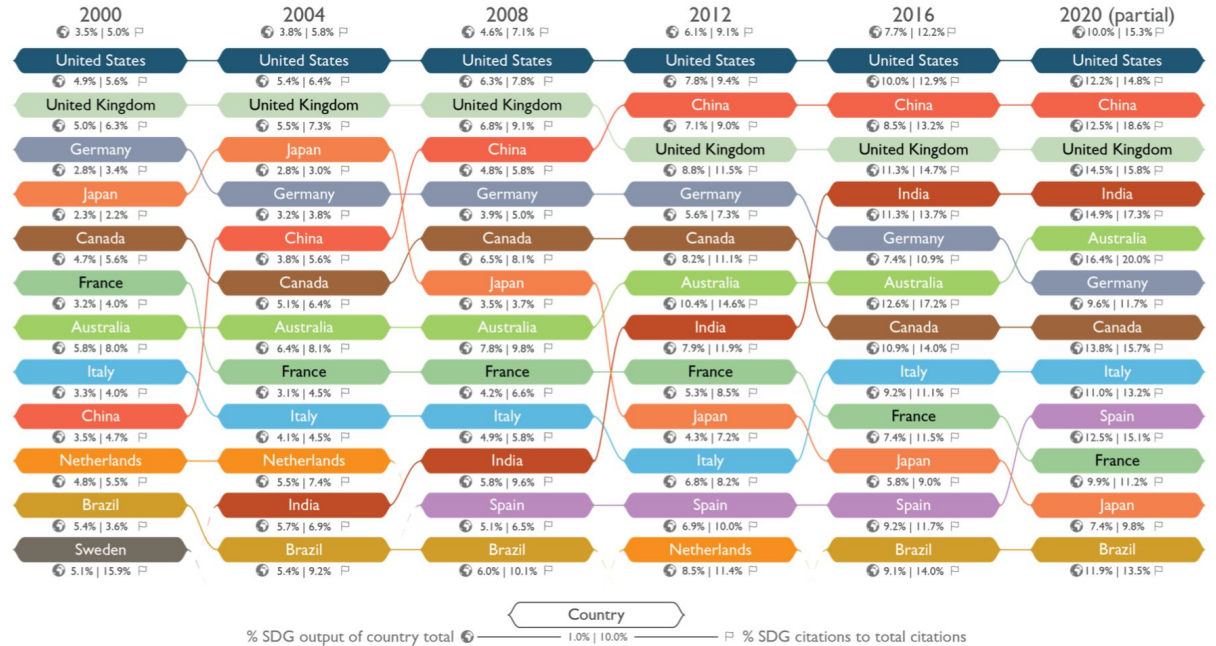 2000 2004 2008 2012 2016 2020 (partial)
3.5% | 5.0% 3.8% | 5.8% 4.6% | 7.1% 6.1% | 9.1% 7.7% | 12.2% 10.0% | 15.3%
United States United States United States United States United States United States
4.9% | 5.6% 5.4% | 6.4% 6.3% | 7.8% 7.8% | 9.4% 10.0% | 12.9% 12.2% | 14.8%
United Kingdom United Kingdom United Kingdom China China China
5.0% | 6.3% 5.5% | 7.3% 6.8% | 9.1% 7.1% | 9.0% 8.5% | 13.2% 12.5% | 18.6%
Germany Japan China United Kingdom United Kingdom United Kingdom
2.8% | 3.4% 2.8% | 3.0% 4.8% | 5.8% 8.8% | 11.5% 11.3% | 14.7% 14.5% | 15.8%
Japan Germany Germany Germany India India
2.3% | 2.2% 3.2% | 3.8% 3.9% | 5.0% 5.6% | 7.3% 11.3% | 13.7% 14.9% | 17.3%
Canada China Canada Canada Germany Australia
4.7% | 5.6% 3.8% | 5.6% 6.5% | 8.1% 8.2% | 11.1% 7.4% | 10.9% 16.4% | 20.0%
France Canada Japan Australia Australia Germany
3.2% | 4.0% 5.1% | 6.4% 3.5% | 3.7% 10.4% | 14.6% 12.6% | 17.2% 9.6% | 11.7%
Australia Australia Australia India Canada Canada
5.8% | 8.0% 6.4% | 8.1% 7.8% | 9.8% 7.9% | 11.9% 10.9% | 14.0% 13.8% | 15.7%
Italy France France France Italy Italy
3.3% | 4.0% 3.1% | 4.5% 4.2% | 6.6% 5.3% | 8.5% 9.2% | 11.1% 11.0% | 13.2%
China Italy Italy Japan France Spain
3.5% | 4.7% 4.1% | 4.5% 4.9% | 5.8% 4.3% | 7.2% 7.4% | 11.5% 12.5% | 15.1%
Netherlands Netherlands India Italy Japan France
4.8% | 5.5% 5.5% | 7.4% 5.8% | 9.6% 6.8% | 8.2% 5.8% | 9.0% 9.9% | 11.2%
Brazil India Spain Spain Spain Japan
5.4% | 3.6% 5.7% | 6.9% 5.1% | 6.5% 6.9% | 10.0% 9.2% | 11.7% 7.4% | 9.8%
Sweden Brazil Brazil Netherlands Brazil Brazil
5.1% | 15.9% 5.4% | 9.2% 6.0% | 10.1% 8.5% | 11.4% 9.1% | 14.0% 11.9% | 13.5%
Country
% SDG output of country total 1.0% | 10.0% % SDG citations to total citations